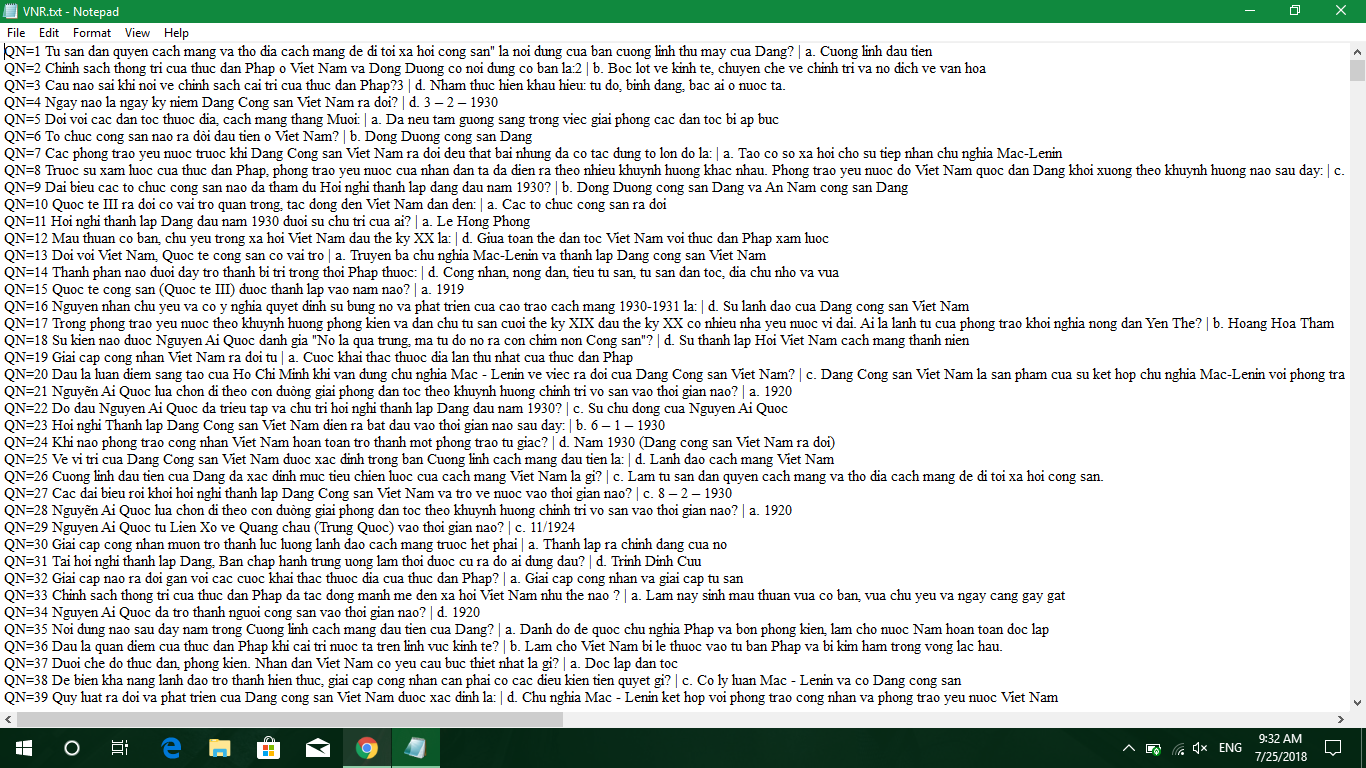 VNR.txt - Notepad
File Edit Format View Help
QN=1 Tu san dan quyen cach mang va tho dia cach mang de di toi xa hoi cong san" la noi dung cua ban cuong linh thu may cua Dang? | a. Cuong linh dau tien
QN=2 Chinh sach thong tri cua thuc dan Phap o Viet Nam va Dong Duong co noi dung co ban la:2 | b. Boc lot ve kinh te, chuyen che ve chinh tri va no dich ve van hoa
QN=3 Cau nao sai khi noi ve chinh sach cai tri cua thuc dan Phap?3 | d. Nham thuc hien khau hieu: tu do, binh dang, bac ai o nuoc ta.
QN=4 Ngay nao la ngay ky niem Dang Cong san Viet Nam ra doi? | d. 3 – 2 – 1930
QN=5 Doi voi cac dan toc thuoc dia, cach mang thang Muoi: | a. Da neu tam guong sang trong viec giai phong cac dan toc bi ap buc
QN=6 To chuc cong san nao ra dời dau tien o Viet Nam? | b. Dong Duong cong san Dang
QN=7 Cac phong trao yeu nuoc truoc khi Dang Cong san Viet Nam ra doi deu that bai nhung da co tac dung to lon do la: | a. Tao co so xa hoi cho su tiep nhan chu nghia Mac-Lenin
QN=8 Truoc su xam luoc cua thuc dan Phap, phong trao yeu nuoc cua nhan dan ta da dien ra theo nhieu khuynh huong khac nhau. Phong trao yeu nuoc do Viet Nam quoc dan Dang khoi xuong theo khuynh huong nao sau day: | c.
QN=9 Dai bieu cac to chuc cong san nao da tham du Hoi nghi thanh lap dang dau nam 1930? | b. Dong Duong cong san Dang va An Nam cong san Dang
QN=10 Quoc te III ra doi co vai tro quan trong, tac dong den Viet Nam dan den: | a. Cac to chuc cong san ra doi
QN=11 Hoi nghi thanh lap Dang dau nam 1930 duoi su chu tri cua ai? | a. Le Hong Phong
QN=12 Mau thuan co ban, chu yeu trong xa hoi Viet Nam dau the ky XX la: | d. Giua toan the dan toc Viet Nam voi thuc dan Phap xam luoc
QN=13 Doi voi Viet Nam, Quoc te cong san co vai tro | a. Truyen ba chu nghia Mac-Lenin va thanh lap Dang cong san Viet Nam
QN=14 Thanh phan nao duoi day tro thanh bi tri trong thoi Phap thuoc: | d. Cong nhan, nong dan, tieu tu san, tu san dan toc, dia chu nho va vua
QN=15 Quoc te cong san (Quoc te III) duoc thanh lap vao nam nao? | a. 1919
QN=16 Nguyen nhan chu yeu va co y nghia quyet dinh su bung no va phat trien cua cao trao cach mang 1930-1931 la: | d. Su lanh dao cua Dang cong san Viet Nam
QN=17 Trong phong trao yeu nuoc theo khuynh huong phong kien va dan chu tu san cuoi the ky XIX dau the ky XX co nhieu nha yeu nuoc vi dai. Ai la lanh tu cua phong trao khoi nghia nong dan Yen The? | b. Hoang Hoa Tham
QN=18 Su kien nao duoc Nguyen Ai Quoc danh gia "No la qua trung, ma tu do no ra con chim non Cong san"? | d. Su thanh lap Hoi Viet Nam cach mang thanh nien
QN=19 Giai cap cong nhan Viet Nam ra doi tu | a. Cuoc khai thac thuoc dia lan thu nhat cua thuc dan Phap
QN=20 Dau la luan diem sang tao cua Ho Chi Minh khi van dung chu nghia Mac - Lenin ve viec ra doi cua Dang Cong san Viet Nam? | c. Dang Cong san Viet Nam la san pham cua su ket hop chu nghia Mac-Lenin voi phong tra
QN=21 Nguyễn Ai Quoc lua chon di theo con duờng giai phong dan toc theo khuynh huong chinh tri vo san vao thoi gian nao? | a. 1920
QN=22 Do dau Nguyen Ai Quoc da trieu tap va chu tri hoi nghi thanh lap Dang dau nam 1930? | c. Su chu dong cua Nguyen Ai Quoc
QN=23 Hoi nghi Thanh lap Dang Cong san Viet Nam dien ra bat dau vao thoi gian nao sau day: | b. 6 – 1 – 1930
QN=24 Khi nao phong trao cong nhan Viet Nam hoan toan tro thanh mot phong trao tu giac? | d. Nam 1930 (Dang cong san Viet Nam ra doi)
QN=25 Ve vi tri cua Dang Cong san Viet Nam duoc xac dinh trong ban Cuong linh cach mang dau tien la: | d. Lanh dao cach mang Viet Nam
QN=26 Cuong linh dau tien cua Dang da xac dinh muc tieu chien luoc cua cach mang Viet Nam la gi? | c. Lam tu san dan quyen cach mang va tho dia cach mang de di toi xa hoi cong san.
QN=27 Cac dai bieu roi khoi hoi nghi thanh lap Dang Cong san Viet Nam va tro ve nuoc vao thoi gian nao? | c. 8 – 2 – 1930
QN=28 Nguyễn Ai Quoc lua chon di theo con duờng giai phong dan toc theo khuynh huong chinh tri vo san vao thoi gian nao? | a. 1920
QN=29 Nguyen Ai Quoc tu Lien Xo ve Quang chau (Trung Quoc) vao thoi gian nao? | c. 11/1924
QN=30 Giai cap cong nhan muon tro thanh luc luong lanh dao cach mang truoc het phai | a. Thanh lap ra chinh dang cua no
QN=31 Tai hoi nghi thanh lap Dang, Ban chap hanh trung uong lam thoi duoc cu ra do ai dung dau? | d. Trinh Dinh Cuu
QN=32 Giai cap nao ra doi gan voi cac cuoc khai thac thuoc dia cua thuc dan Phap? | a. Giai cap cong nhan va giai cap tu san
QN=33 Chinh sach thong tri cua thuc dan Phap da tac dong manh me den xa hoi Viet Nam nhu the nao ? | a. Lam nay sinh mau thuan vua co ban, vua chu yeu va ngay cang gay gat
QN=34 Nguyen Ai Quoc da tro thanh nguoi cong san vao thoi gian nao? | d. 1920
QN=35 Noi dung nao sau day nam trong Cuong linh cach mang dau tien cua Dang? | a. Danh do de quoc chu nghia Phap va bon phong kien, lam cho nuoc Nam hoan toan doc lap
QN=36 Dau la quan diem cua thuc dan Phap khi cai tri nuoc ta tren linh vuc kinh te? | b. Lam cho Viet Nam bi le thuoc vao tu ban Phap va bi kim ham trong vong lac hau.
QN=37 Duoi che do thuc dan, phong kien. Nhan dan Viet Nam co yeu cau buc thiet nhat la gi? | a. Doc lap dan toc
QN=38 De bien kha nang lanh dao tro thanh hien thuc, giai cap cong nhan can phai co cac dieu kien tien quyet gi? | c. Co ly luan Mac - Lenin va co Dang cong san
QN=39 Quy luat ra doi va phat trien cua Dang cong san Viet Nam duoc xac dinh la: | d. Chu nghia Mac - Lenin ket hop voi phong trao cong nhan va phong trao yeu nuoc Viet Nam
ENG
9:32 AM
7/25/2018